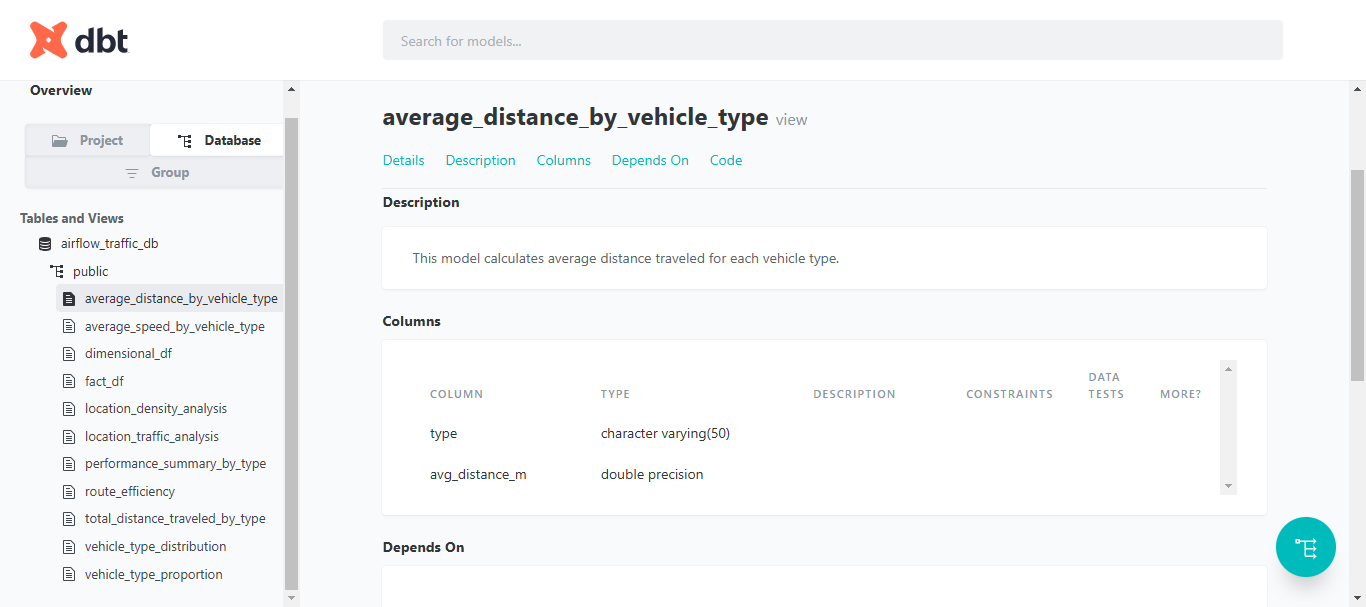 dbt
Search for models...
Overview
Project
Database
Group
Tables and Views
airflow_traffic_db
public
average_distance_by_vehicle_type
average_speed_by_vehicle_type
dimensional_df
fact_df
location_density_analysis
location_traffic_analysis
performance_summary_by_type
route_efficiency
total_distance_traveled_by_type
vehicle_type_distribution
vehicle_type_proportion
average_distance_by_vehicle_type view
Details Description Columns Depends On Code
Description
This model calculates average distance traveled for each vehicle type.
Columns
COLUMN TYPE DESCRIPTION CONSTRAINTS DATA TESTS MORE?
type character varying(50)
avg_distance_m double precision
Depends On